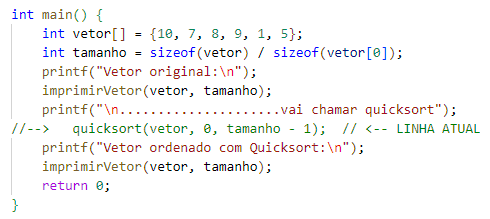 int main() {
    int vetor[] = {10, 7, 8, 9, 1, 5};
    int tamanho = sizeof(vetor) / sizeof(vetor[0]);
    printf("Vetor original:\n");
    imprimirVetor(vetor, tamanho);
    printf("\n.....................vai chamar quicksort");
//-->   quicksort(vetor, 0, tamanho - 1);  // <-- LINHA ATUAL
    printf("Vetor ordenado com Quicksort:\n");
    imprimirVetor(vetor, tamanho);
    return 0;
}